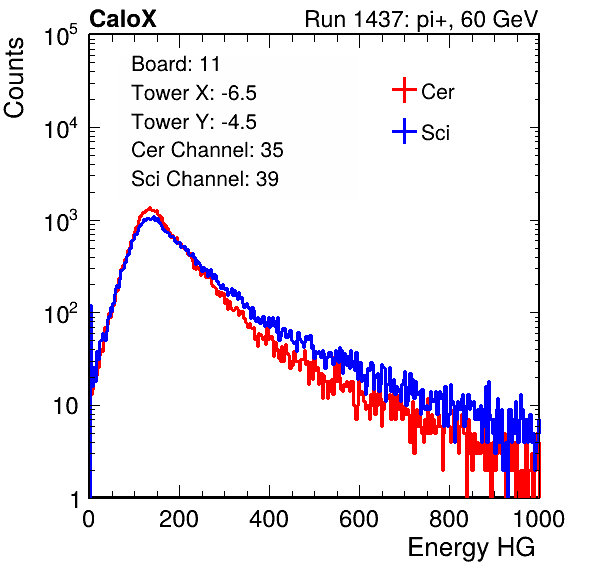 CaloX Run 1437: pi+, 60 GeV
Counts
10^5
10^4
10^3
10^2
10
1
Board: 11
Tower X: -6.5
Tower Y: -4.5
Cer Channel: 35
Sci Channel: 39
Cer
Sci
0 200 400 600 800 1000
Energy HG